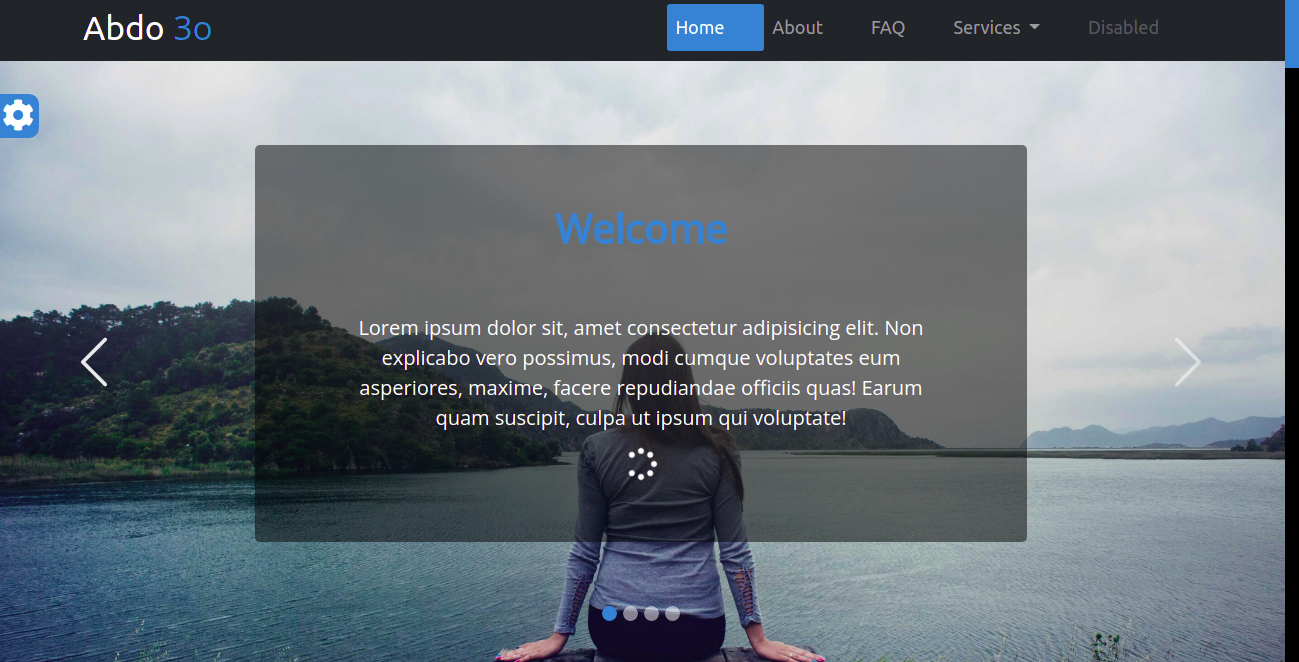 Abdo 3o
Home About FAQ Services Disabled
Welcome
Lorem ipsum dolor sit, amet consectetur adipisicing elit. Non
explicabo vero possimus, modi cumque voluptates eum
asperiores, maxime, facere repudiandae officiis quas! Earum
quam suscipit, culpa ut ipsum qui voluptate!